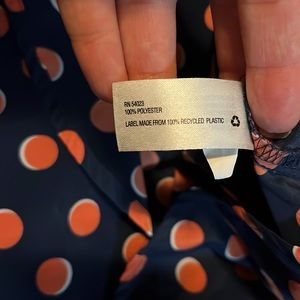 RN 54023
100% POLYESTER
LABEL MADE FROM 100% RECYCLED PLASTIC